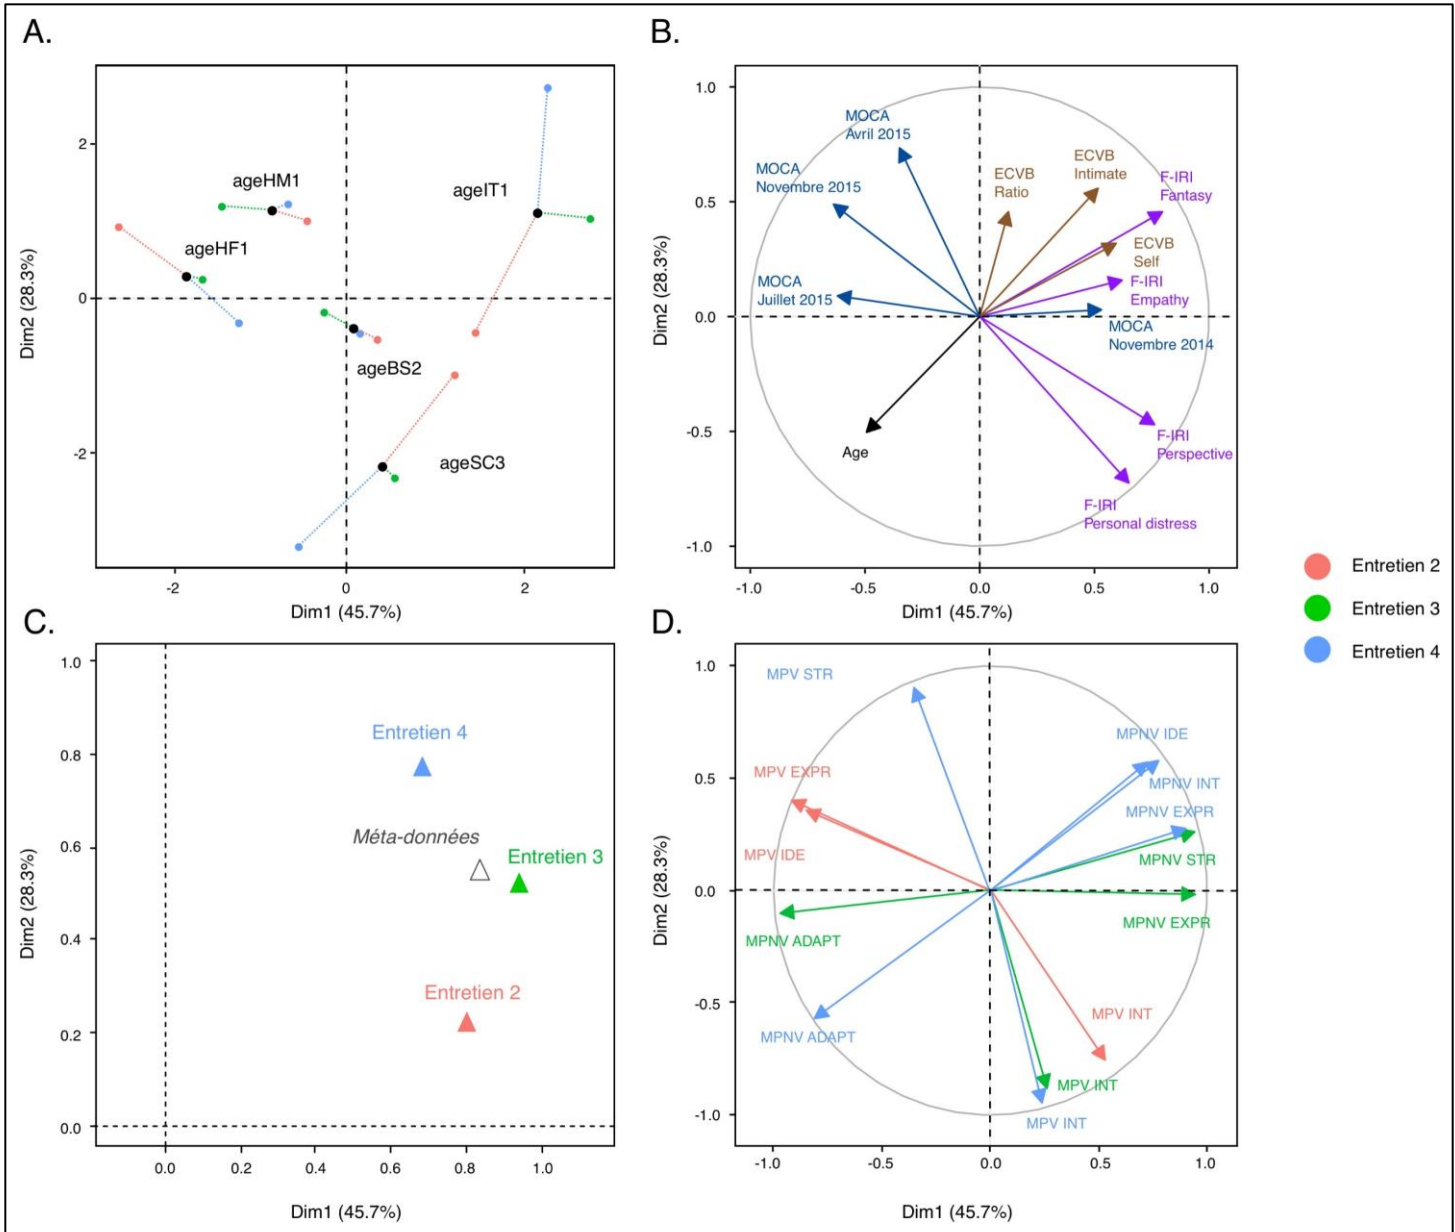 A.
ageHM1
ageHF1
ageIT1
ageBS2
ageSC3
2
0
-2
-2
0
2
Dim2 (28.3%)
Dim1 (45.7%)
B.
1.0
0.5
0.0
-0.5
-1.0
MOCA
Avril 2015
MOCA
Novembre 2015
MOCA
Juillet 2015
ECVB
Ratio
ECVB
Intimate
F-IRI
Fantasy
ECVB
Self
F-IRI
Empathy
MOCA
Novembre 2014
F-IRI
Perspective
F-IRI
Personal distress
Age
-1.0
-0.5
0.0
0.5
1.0
Dim2 (28.3%)
Dim1 (45.7%)
Entretien 2
Entretien 3
Entretien 4
C.
1.0
0.8
0.6
0.4
0.2
0.0
Entretien 4
Méta-données
Entretien 3
Entretien 2
0.0
0.2
0.4
0.6
0.8
1.0
Dim2 (28.3%)
Dim1 (45.7%)
D.
1.0
0.5
0.0
-0.5
-1.0
MPV STR
MPNV IDE
MPV EXPR
MPNV INT
MPNV EXPR
MPV IDE
MPNV STR
MPNV EXPR
MPNV ADAPT
MPV INT
MPNV ADAPT
MPV INT
MPV INT
-1.0
-0.5
0.0
0.5
1.0
Dim2 (28.3%)
Dim1 (45.7%)